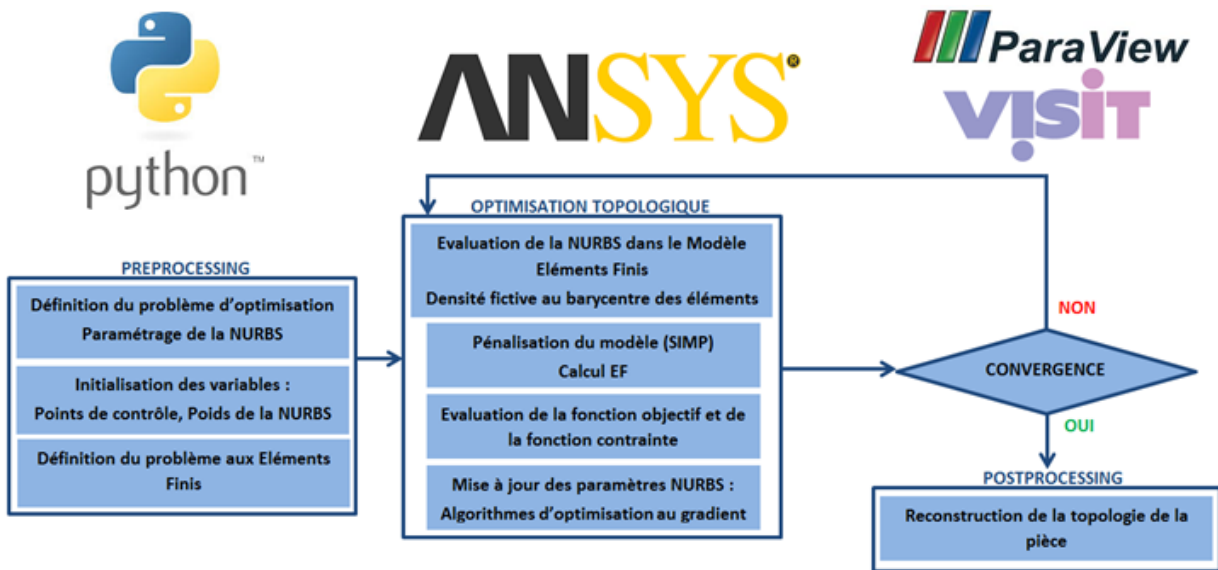 python™
ANSYS®
ParaView
VisIT
PREPROCESSING
Définition du problème d'optimisation
Paramétrage de la NURBS
Initialisation des variables :
Points de contrôle, Poids de la NURBS
Définition du problème aux Eléments
Finis
OPTIMISATION TOPOLOGIQUE
Evaluation de la NURBS dans le Modèle
Eléments Finis
Densité fictive au barycentre des éléments
Pénalisation du modèle (SIMP)
Calcul EF
Evaluation de la fonction objectif et de
la fonction contrainte
Mise à jour des paramètres NURBS :
Algorithmes d'optimisation au gradient
NON
CONVERGENCE
OUI
POSTPROCESSING
Reconstruction de la topologie de la
pièce